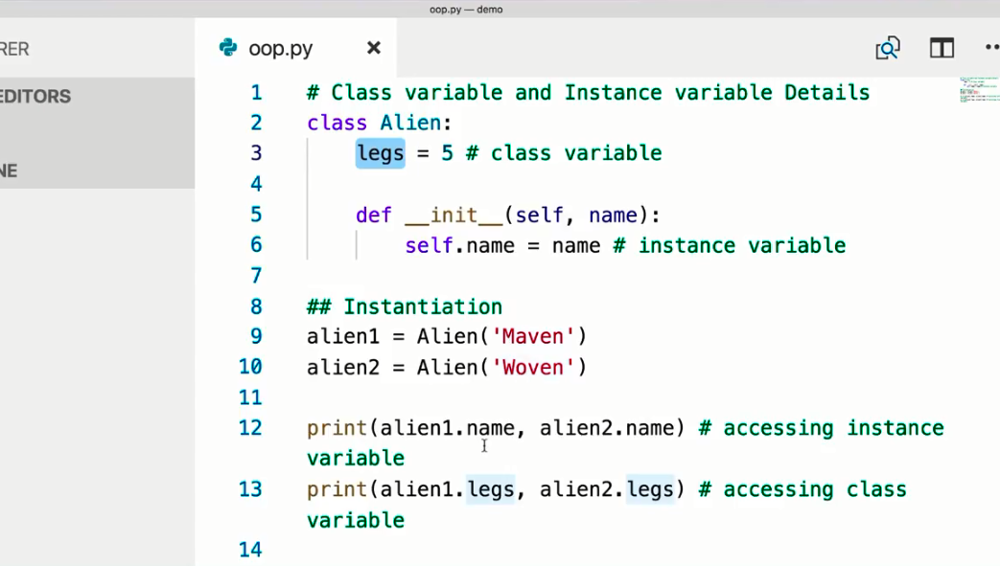 oop.py — demo
RER
oop.py
EDITORS
NE
1 # Class variable and Instance variable Details
2 class Alien:
3 legs = 5 # class variable
4
5 def __init__(self, name):
6 self.name = name # instance variable
7
8 ## Instantiation
9 alien1 = Alien('Maven')
10 alien2 = Alien('Woven')
11
12 print(alien1.name, alien2.name) # accessing instance
variable
13 print(alien1.legs, alien2.legs) # accessing class
variable
14